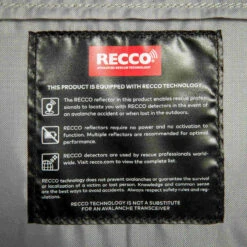 RECCO
ADVANCED RESCUE TECHNOLOGY
THIS PRODUCT IS EQUIPPED WITH RECCO TECHNOLOGY
The RECCO reflector in this product enables rescue profes-
sionals to locate you with RECCO detectors in the event of
an avalanche accident or when lost in the outdoors.
RECCO reflectors require no power and no activation to
function. Multiple reflectors are recommended for optimal
performance.
RECCO detectors are used by rescue professionals world-
wide. Visit recco.com to view the complete list.
RECCO technology does not prevent avalanches or guarantee the survival
or localization of a victim or lost person. Knowledge and common sense
are the best ways to avoid accidents. Always respect safety rules and
regulations.
RECCO TECHNOLOGY IS NOT A SUBSTITUTE
FOR AN AVALANCHE TRANSCEIVER